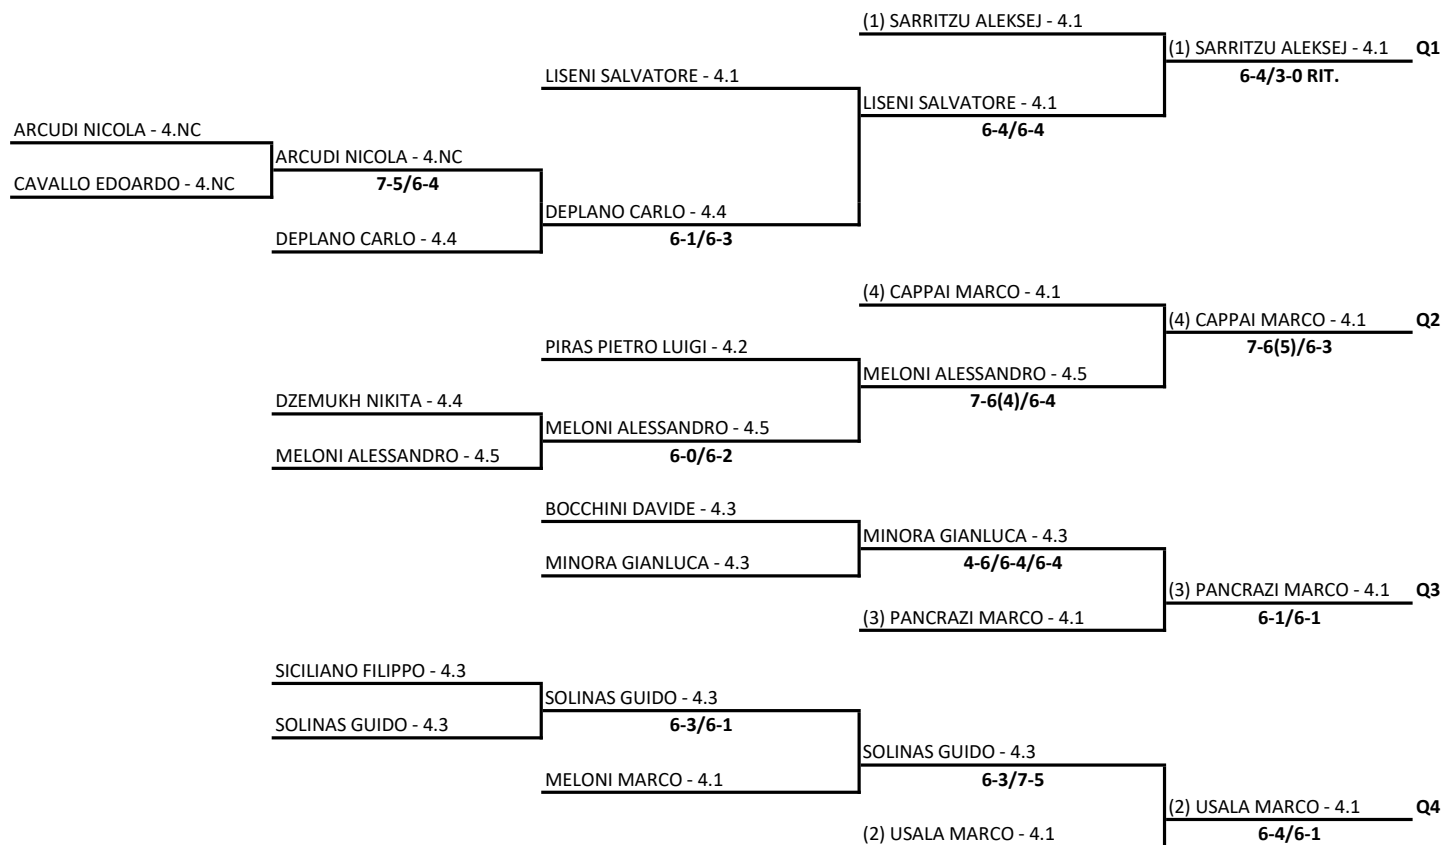 (1) SARRITZU ALEKSEJ - 4.1
(1) SARRITZU ALEKSEJ - 4.1 Q1
LISENI SALVATORE - 4.1
6-4/3-0 RIT.
LISENI SALVATORE - 4.1
ARCUDI NICOLA - 4.NC
6-4/6-4
ARCUDI NICOLA - 4.NC
CAVALLO EDOARDO - 4.NC
7-5/6-4
DEPLANO CARLO - 4.4
DEPLANO CARLO - 4.4
6-1/6-3
(4) CAPPAI MARCO - 4.1
(4) CAPPAI MARCO - 4.1 Q2
PIRAS PIETRO LUIGI - 4.2
7-6(5)/6-3
MELONI ALESSANDRO - 4.5
DZEMUKH NIKITA - 4.4
7-6(4)/6-4
MELONI ALESSANDRO - 4.5
MELONI ALESSANDRO - 4.5
6-0/6-2
BOCCHINI DAVIDE - 4.3
MINORA GIANLUCA - 4.3
MINORA GIANLUCA - 4.3
4-6/6-4/6-4
(3) PANCRAZI MARCO - 4.1 Q3
(3) PANCRAZI MARCO - 4.1
6-1/6-1
SICILIANO FILIPPO - 4.3
SOLINAS GUIDO - 4.3
SOLINAS GUIDO - 4.3
6-3/6-1
SOLINAS GUIDO - 4.3
MELONI MARCO - 4.1
6-3/7-5
(2) USALA MARCO - 4.1 Q4
(2) USALA MARCO - 4.1
6-4/6-1